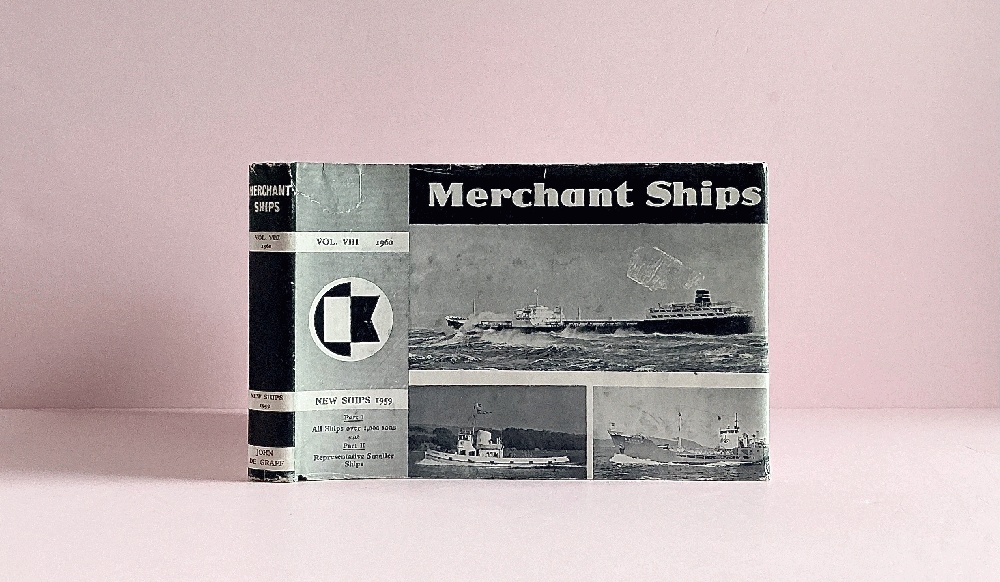 MERCHANT
SHIPS
VOL. VIII
1960
NEW SHIPS
1959
JOHN
DE GRAFF
Merchant Ships
VOL. VIII 1960
NEW SHIPS 1959
Part I
All Ships over 1,000 tons
and
Part II
Representative Smaller
Ships